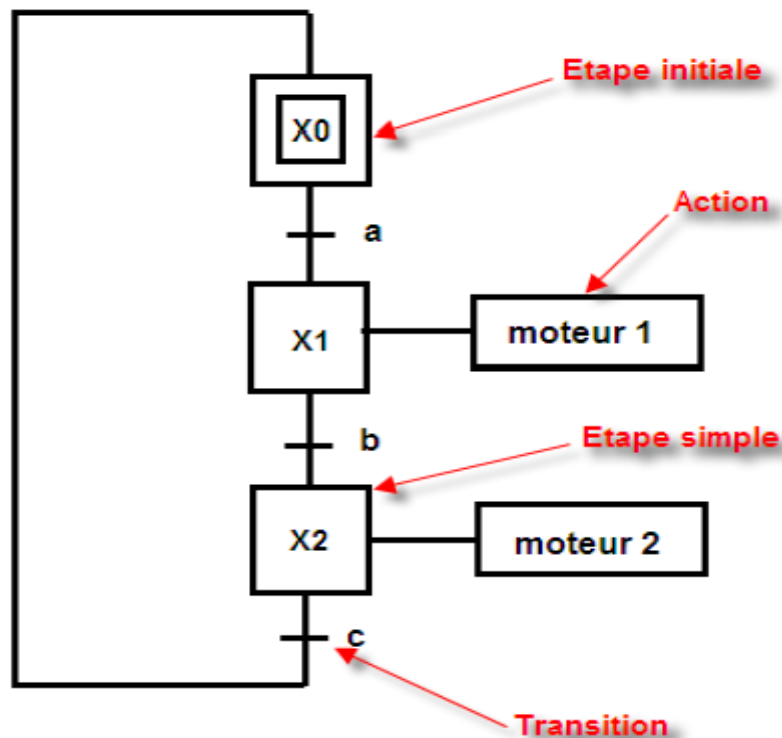 Etape initiale
X0
Action
a
X1
moteur 1
b
Etape simple
X2
moteur 2
c
Transition